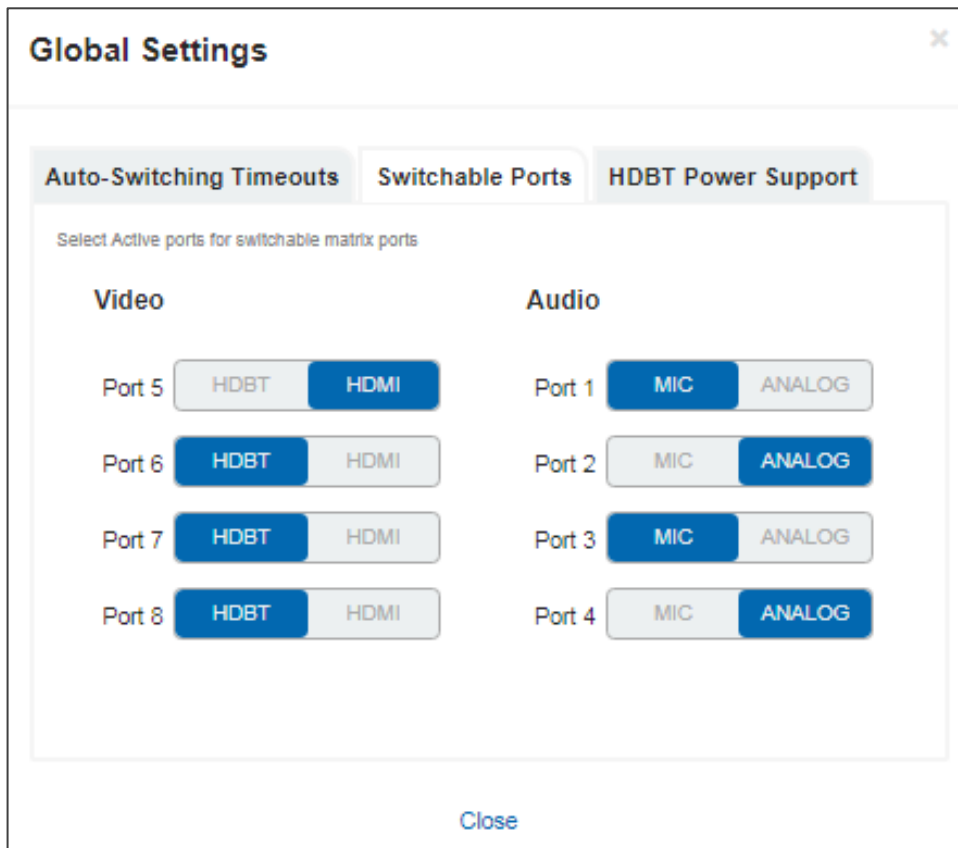 Global Settings
×
Auto-Switching Timeouts Switchable Ports HDBT Power Support
Select Active ports for switchable matrix ports
Video Audio
Port 5 HDBT HDMI Port 1 MIC ANALOG
Port 6 HDBT HDMI Port 2 MIC ANALOG
Port 7 HDBT HDMI Port 3 MIC ANALOG
Port 8 HDBT HDMI Port 4 MIC ANALOG
Close